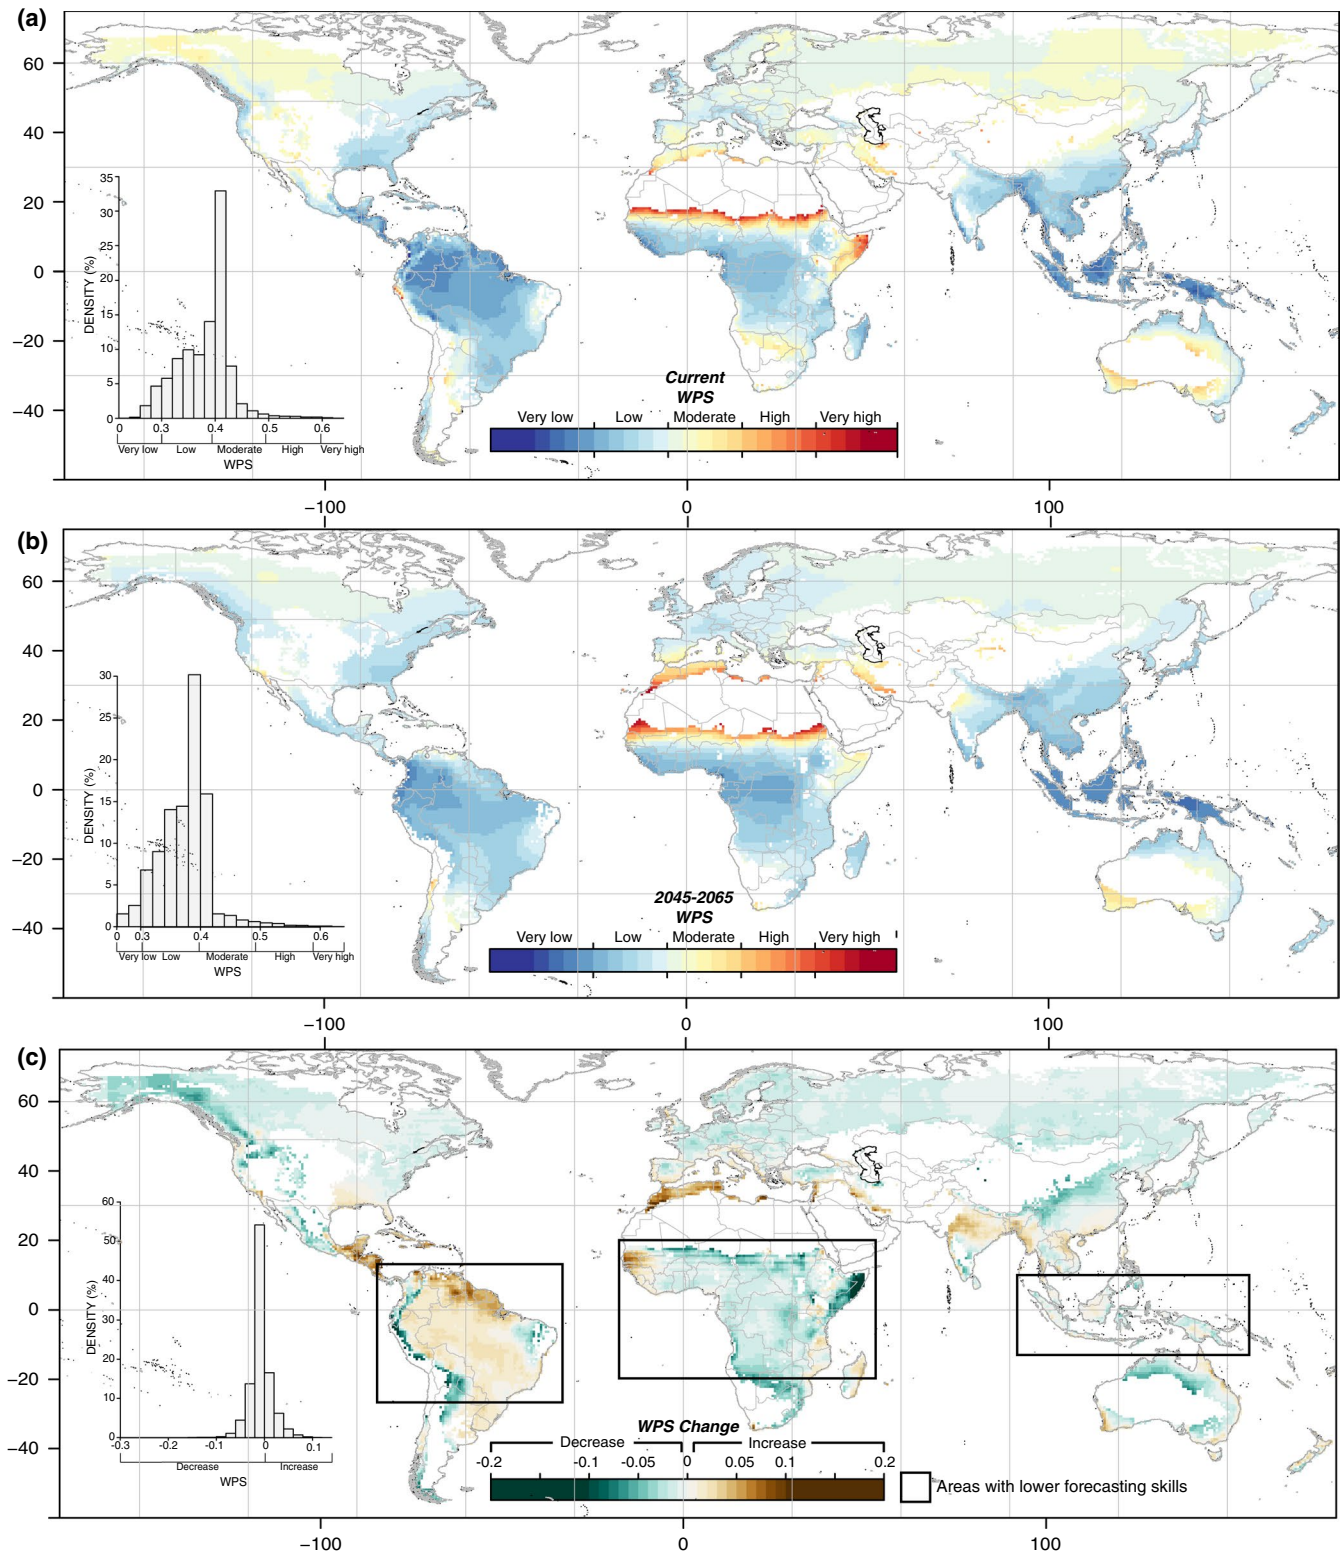 (a)
60
40
20
0
−20
−40
35
30
25
20
15
10
5
0
DENSITY (%)
0 0.3 0.4 0.5 0.6
Very low Low Moderate High Very high
WPS
Current
WPS
Very low Low Moderate High Very high
−100 0 100
(b)
60
40
20
0
−20
−40
30
25
20
15
10
5
0
DENSITY (%)
0 0.3 0.4 0.5 0.6
Very low Low Moderate High Very high
WPS
2045-2065
WPS
Very low Low Moderate High Very high
−100 0 100
(c)
60
40
20
0
−20
−40
60
50
40
30
20
10
0
DENSITY (%)
-0.3 -0.2 -0.1 0 0.1
Decrease Increase
WPS
WPS Change
Decrease Increase
-0.2 -0.1 -0.05 0 0.05 0.1 0.2
Areas with lower forecasting skills
−100 0 100